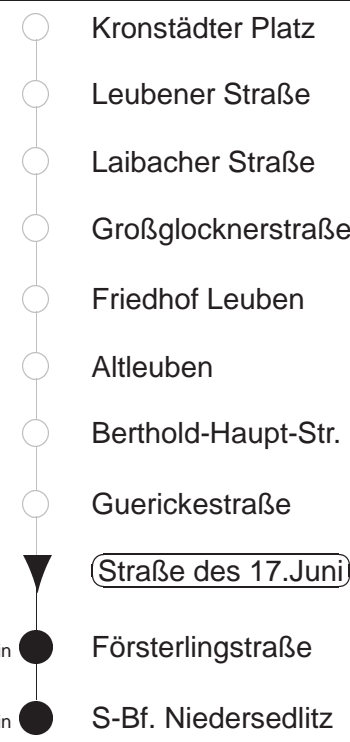 Kronstädter Platz
Leubener Straße
Laibacher Straße
Großglocknerstraße
Friedhof Leuben
Altleuben
Berthold-Haupt-Str.
Guerickestraße
Straße des 17.Juni
Försterlingstraße
S-Bf. Niedersedlitz